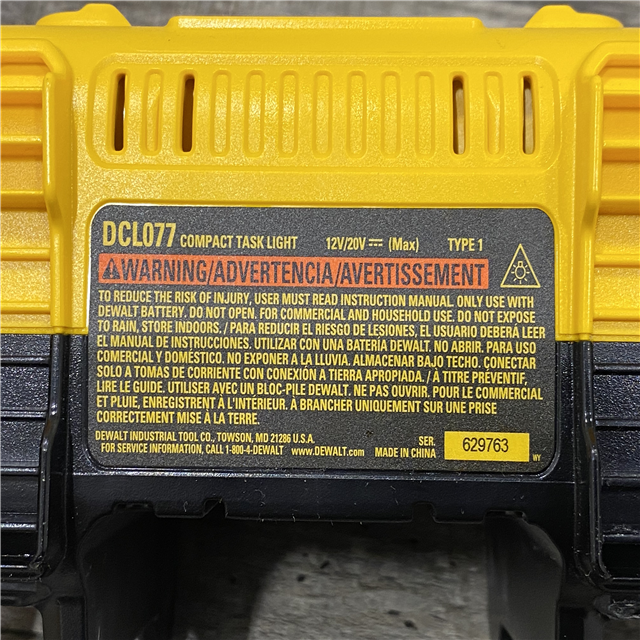 DCL077 COMPACT TASK LIGHT 12V/20V ⎓ (Max) TYPE 1
⚠WARNING/ADVERTENCIA/AVERTISSEMENT
TO REDUCE THE RISK OF INJURY, USER MUST READ INSTRUCTION MANUAL. ONLY USE WITH
DEWALT BATTERY. DO NOT OPEN. FOR COMMERCIAL AND HOUSEHOLD USE. DO NOT EXPOSE
TO RAIN, STORE INDOORS. / PARA REDUCIR EL RIESGO DE LESIONES, EL USUARIO DEBERÁ LEER
EL MANUAL DE INSTRUCCIONES. UTILIZAR CON UNA BATERÍA DEWALT. NO ABRIR. PARA USO
COMERCIAL Y DOMÉSTICO. NO EXPONER A LA LLUVIA. ALMACENAR BAJO TECHO. CONECTAR
SOLO A TOMAS DE CORRIENTE CON CONEXIÓN A TIERRA APROPIADA. / À TITRE PRÉVENTIF,
LIRE LE GUIDE. UTILISER AVEC UN BLOC-PILE DEWALT. NE PAS OUVRIR. POUR LE COMMERCIAL
ET PLUIE, ENREGISTRENT À L'INTÉRIEUR. À BRANCHER UNIQUEMENT SUR UNE PRISE
CORRECTEMENT MISE À LA TERRE.
DEWALT INDUSTRIAL TOOL CO., TOWSON, MD 21286 U.S.A.
FOR SERVICE INFORMATION, CALL 1-800-4-DEWALT www.DEWALT.com MADE IN CHINA
SER. 629763
WY